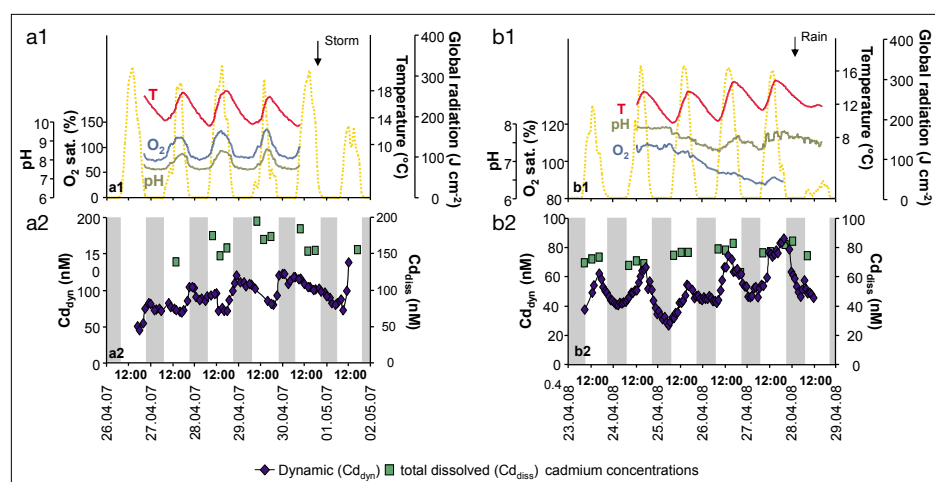 a1
Storm
400
300
200
100
0
Global radiation (J cm⁻²)
Temperature (°C)
18
14
10
T
O₂
pH
10
9
8
7
6
pH
150
100
50
0
O₂ sat. (%)
a1
b1
Rain
400
300
200
100
0
Global radiation (J cm⁻²)
Temperature (°C)
16
12
8
T
pH
O₂
8
7
6
pH
120
100
80
O₂ sat. (%)
b1
a2
200
15
0
100
50
0
Cd_dyn (nM)
200
150
100
50
0
Cd_diss (nM)
a2
12:00 12:00 12:00 12:00 12:00 12:00
26.04.07
27.04.07
28.04.07
29.04.07
30.04.07
01.05.07
02.05.07
b2
100
80
60
40
20
0
Cd_dyn (nM)
100
80
60
40
20
0
Cd_diss (nM)
b2
0.4
12:00 12:00 12:00 12:00 12:00 12:00
23.04.08
24.04.08
25.04.08
26.04.08
27.04.08
28.04.08
29.04.08
Dynamic (Cd_dyn) total dissolved (Cd_diss) cadmium concentrations